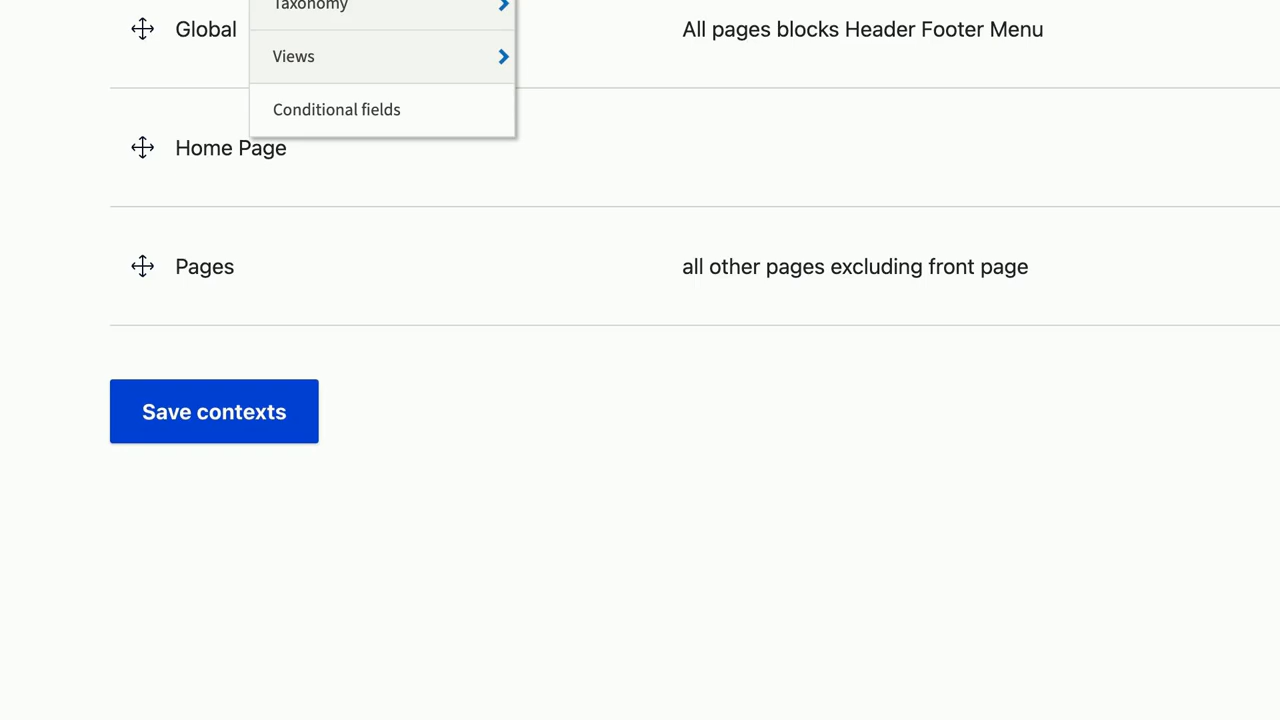 Taxonomy
Global All pages blocks Header Footer Menu
Views
Conditional fields
Home Page
Pages all other pages excluding front page
Save contexts